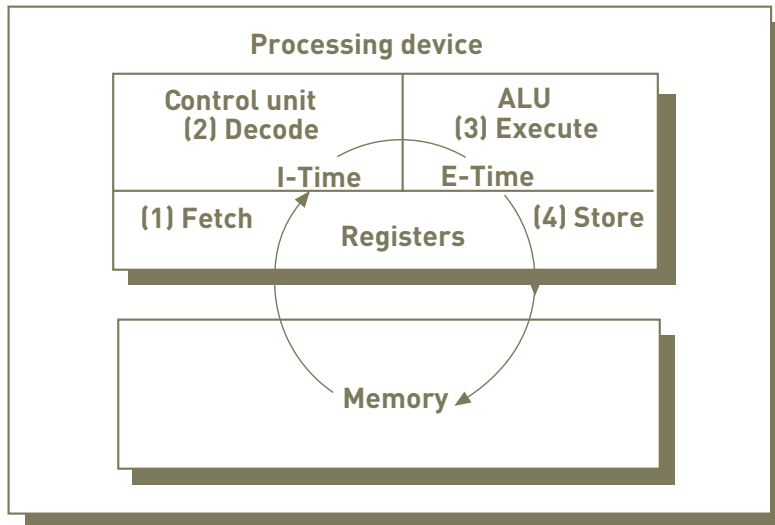 Processing device
Control unit
(2) Decode
ALU
(3) Execute
I-Time
E-Time
(1) Fetch
Registers
(4) Store
Memory